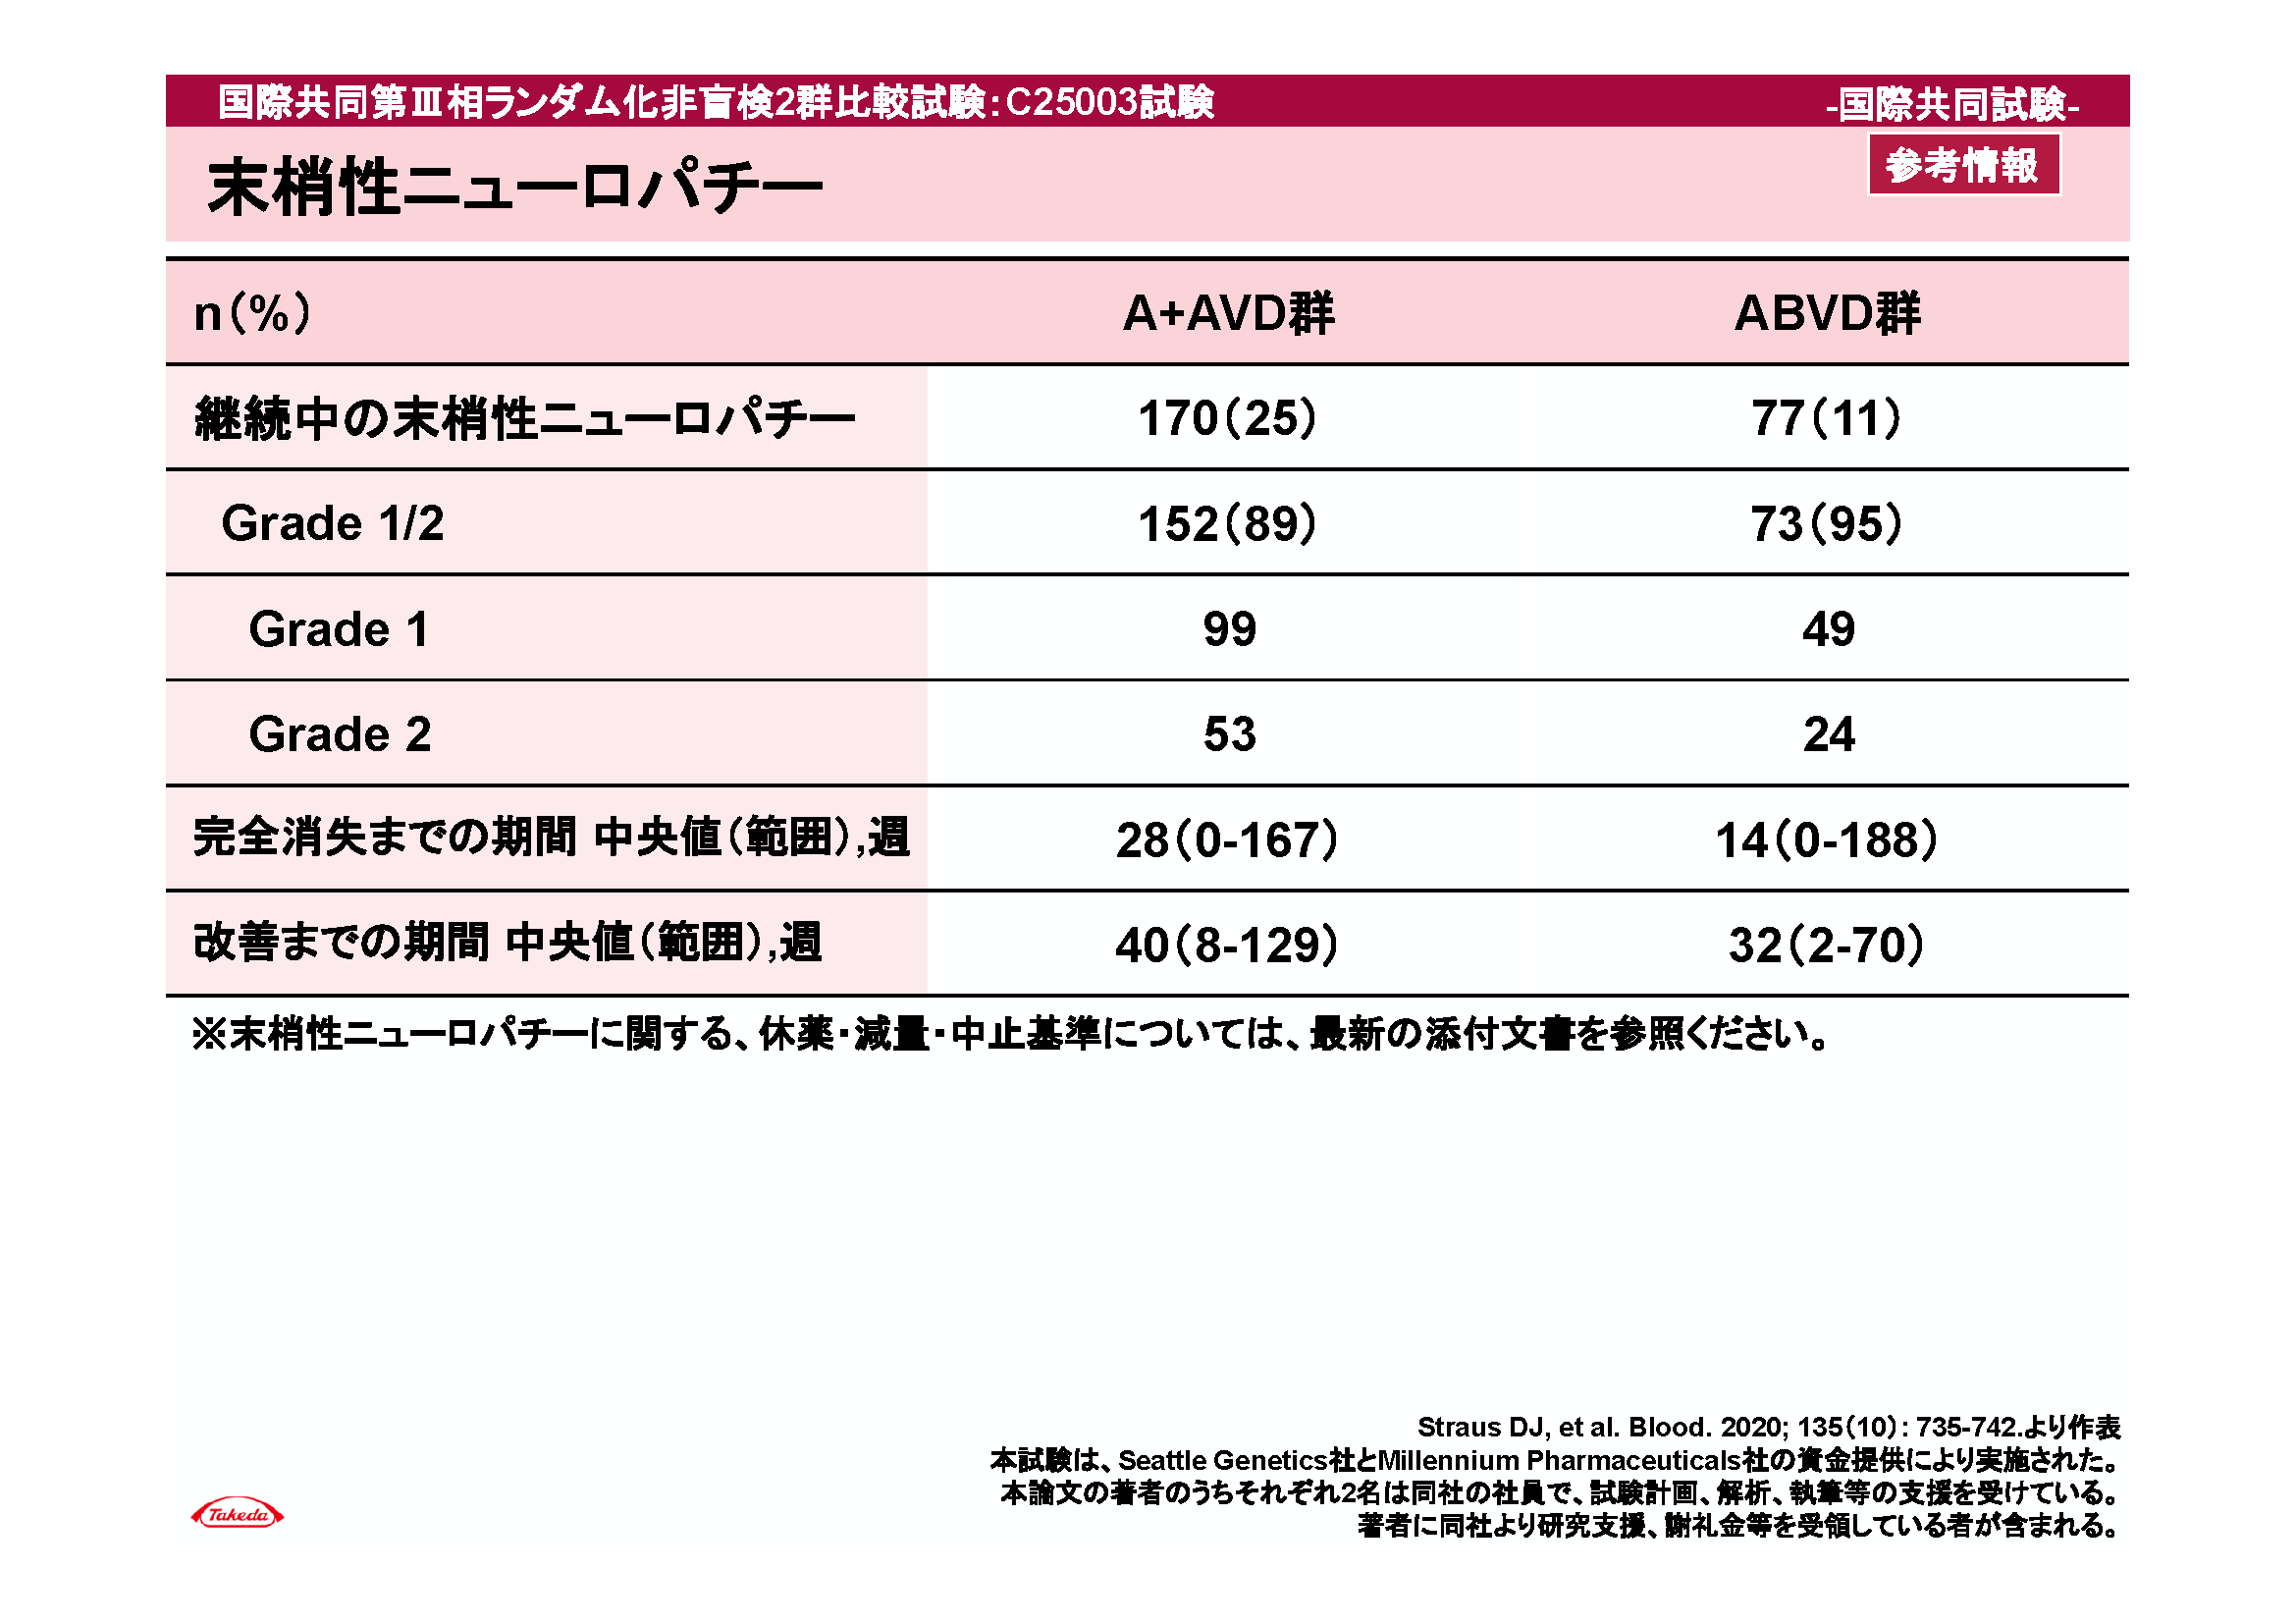 国際共同第Ⅲ相ランダム化非盲検2群比較試験：C25003試験
-国際共同試験-
末梢性ニューロパチー
参考情報
n（%） A+AVD群 ABVD群
継続中の末梢性ニューロパチー 170（25） 77（11）
Grade 1/2 152（89） 73（95）
Grade 1 99 49
Grade 2 53 24
完全消失までの期間 中央値（範囲）,週 28（0-167） 14（0-188）
改善までの期間 中央値（範囲）,週 40（8-129） 32（2-70）
※末梢性ニューロパチーに関する、休薬・減量・中止基準については、最新の添付文書を参照ください。
Straus DJ, et al. Blood. 2020; 135（10）: 735-742.より作表
本試験は、Seattle Genetics社とMillennium Pharmaceuticals社の資金提供により実施された。
本論文の著者のうちそれぞれ2名は同社の社員で、試験計画、解析、執筆等の支援を受けている。
著者に同社より研究支援、謝礼金等を受領している者が含まれる。
Takeda